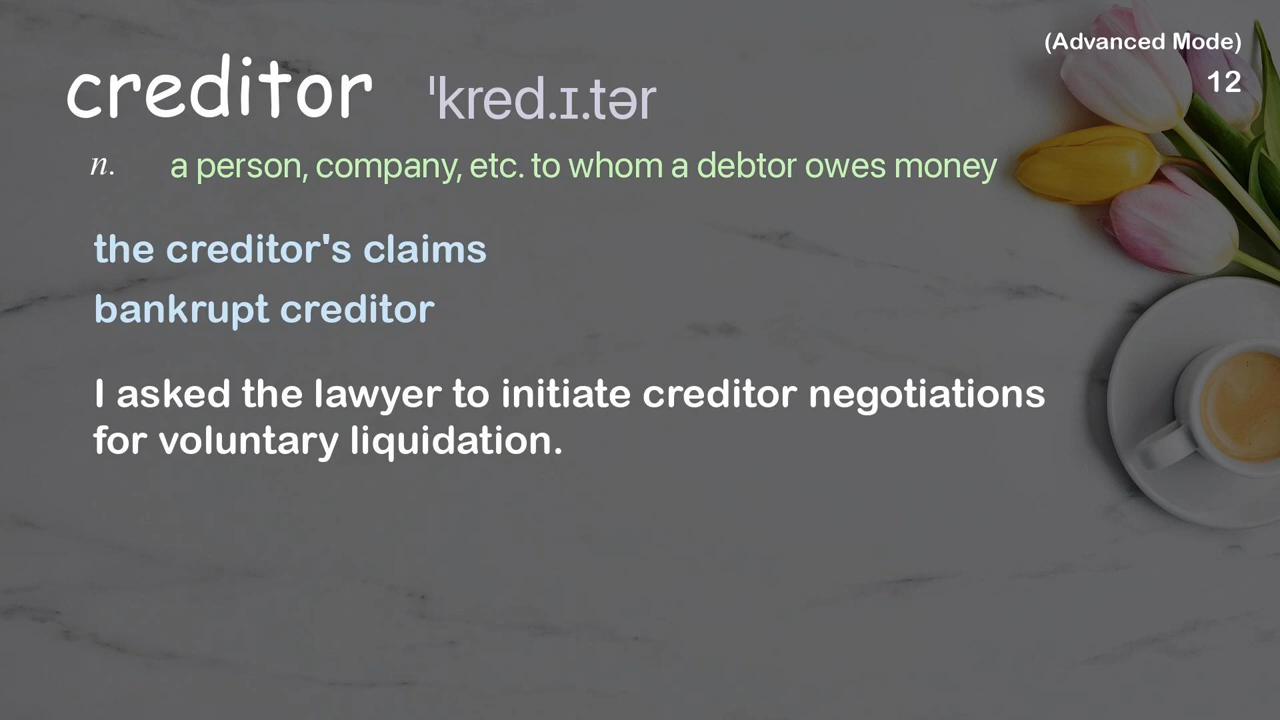 (Advanced Mode)
12
creditor ˈkred.ɪ.tər
n. a person, company, etc. to whom a debtor owes money
the creditor's claims
bankrupt creditor
I asked the lawyer to initiate creditor negotiations
for voluntary liquidation.